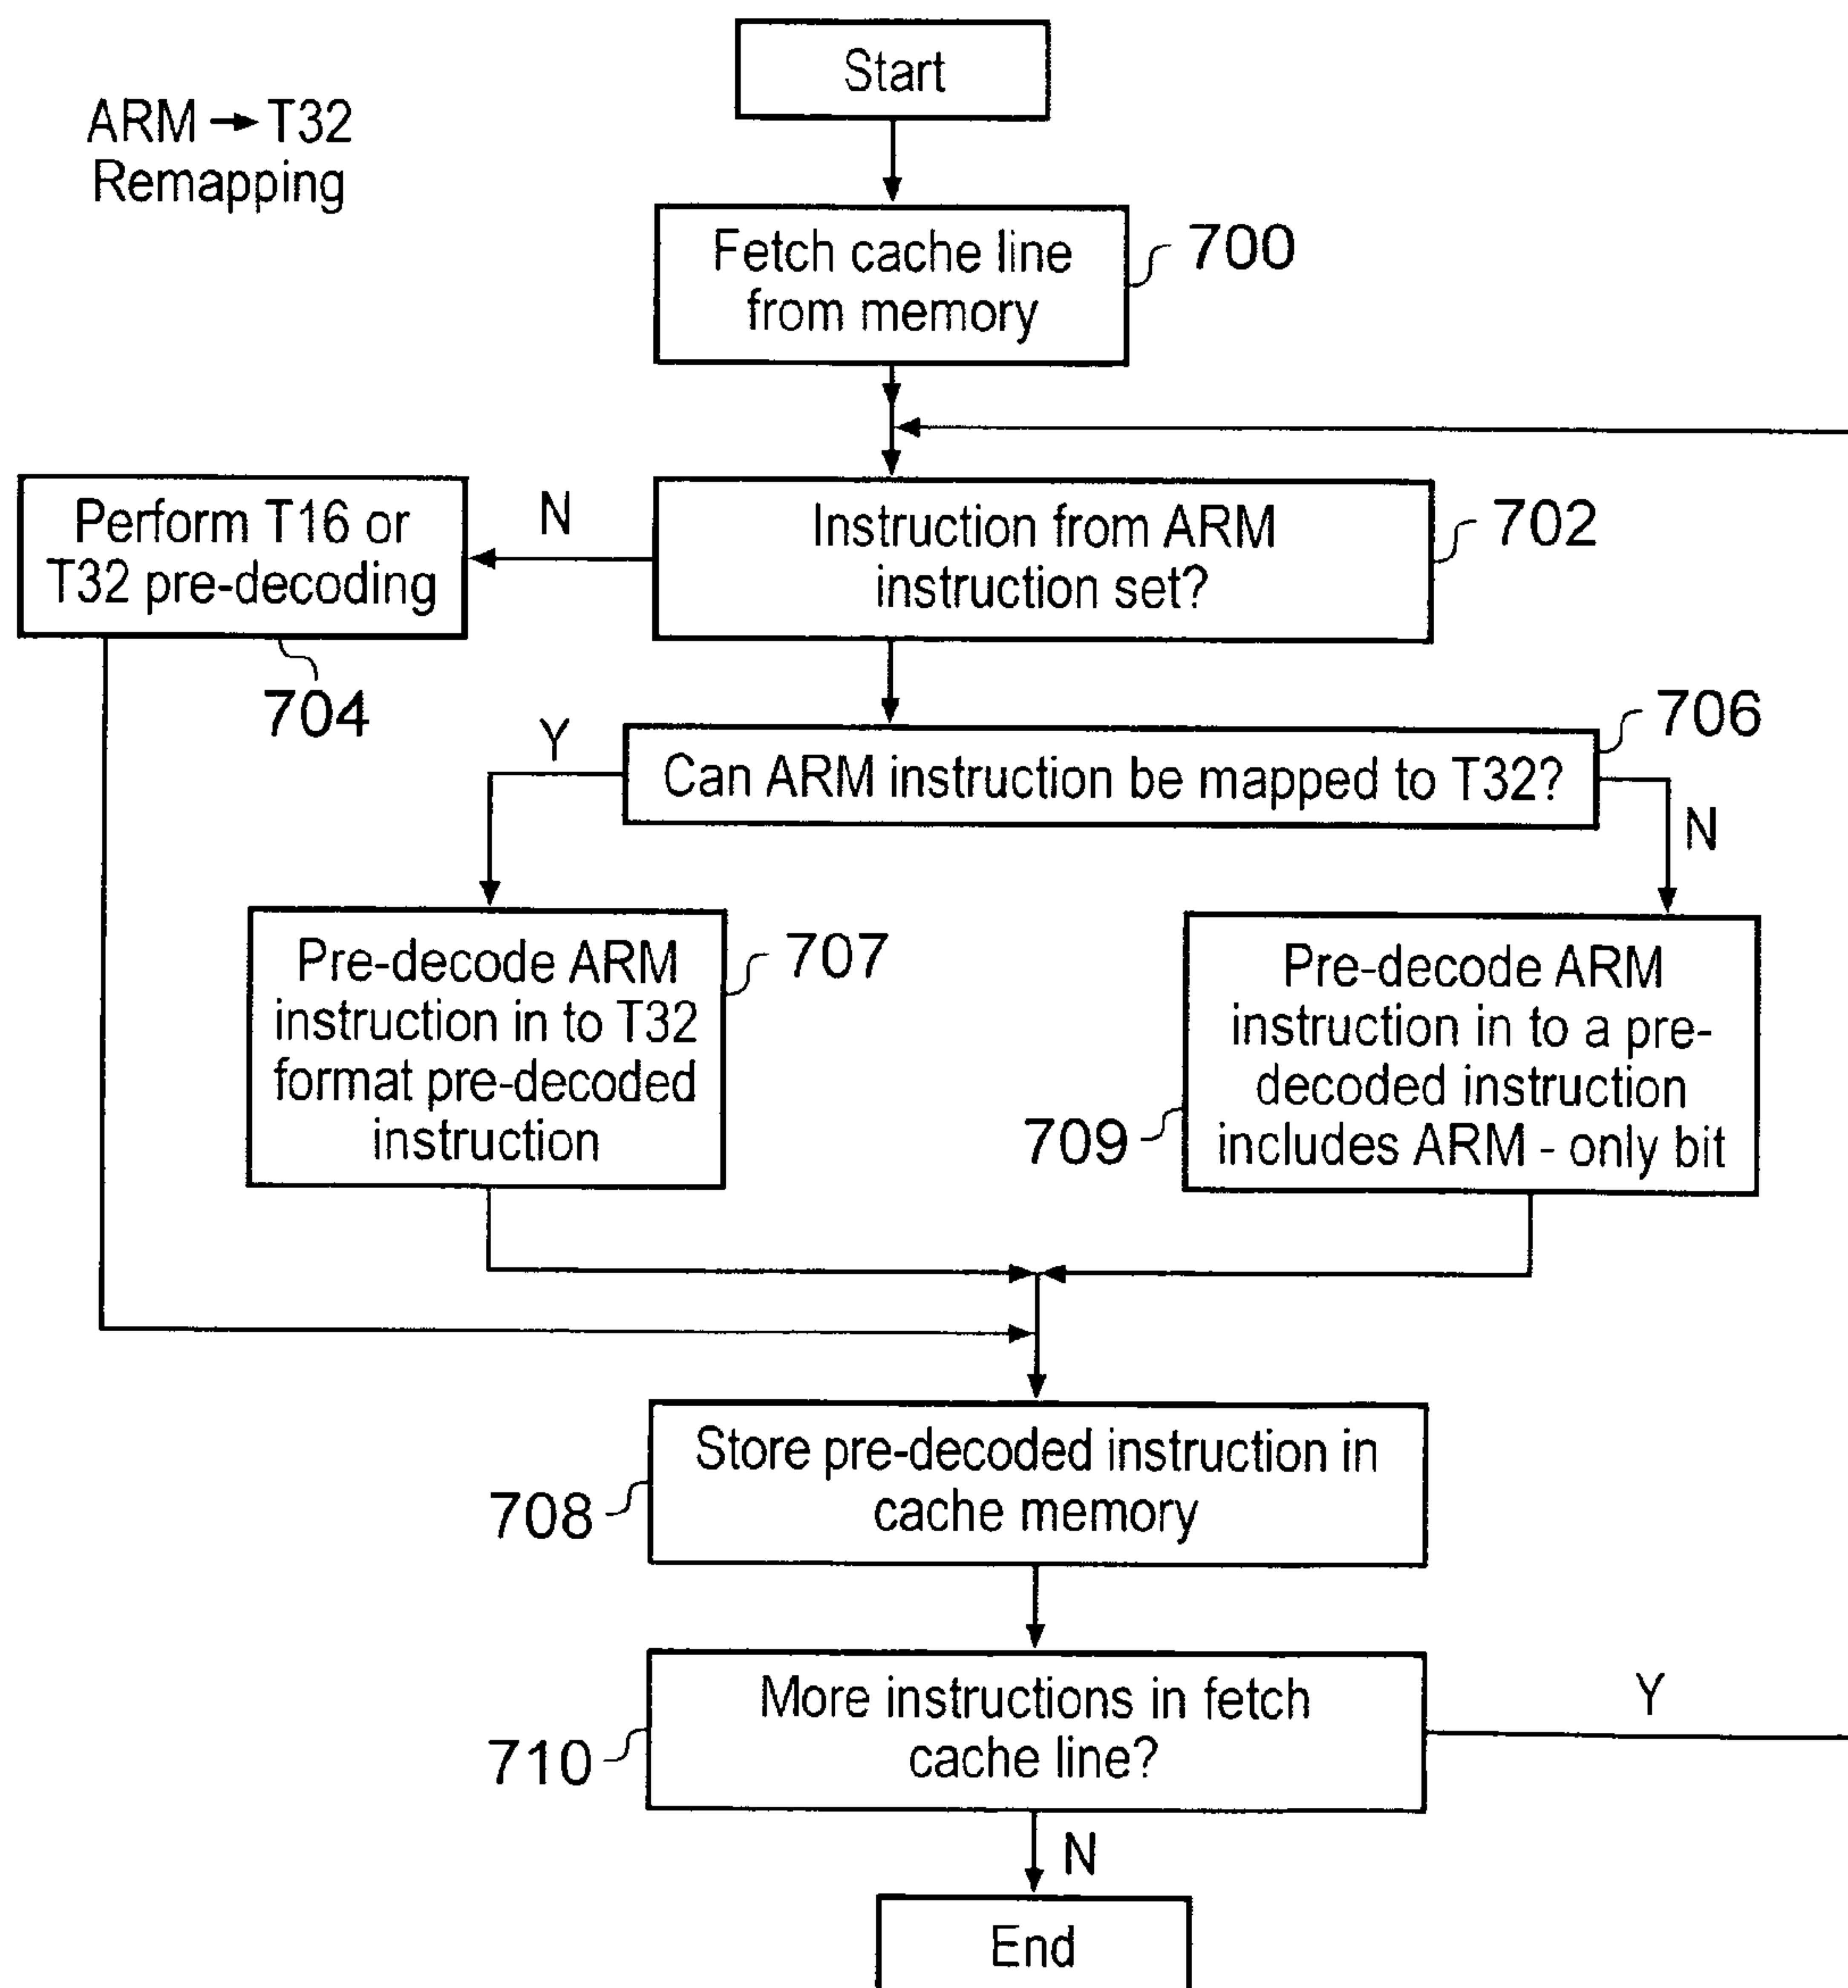 Start
ARM → T32
Remapping
Fetch cache line
from memory
700
Perform T16 or
T32 pre-decoding
704
N
Instruction from ARM
instruction set?
702
Y
Can ARM instruction be mapped to T32?
706
N
Pre-decode ARM
instruction in to T32
format pre-decoded
instruction
707
Pre-decode ARM
instruction in to a pre-
decoded instruction
includes ARM - only bit
709
Store pre-decoded instruction in
cache memory
708
More instructions in fetch
cache line?
710
Y
N
End